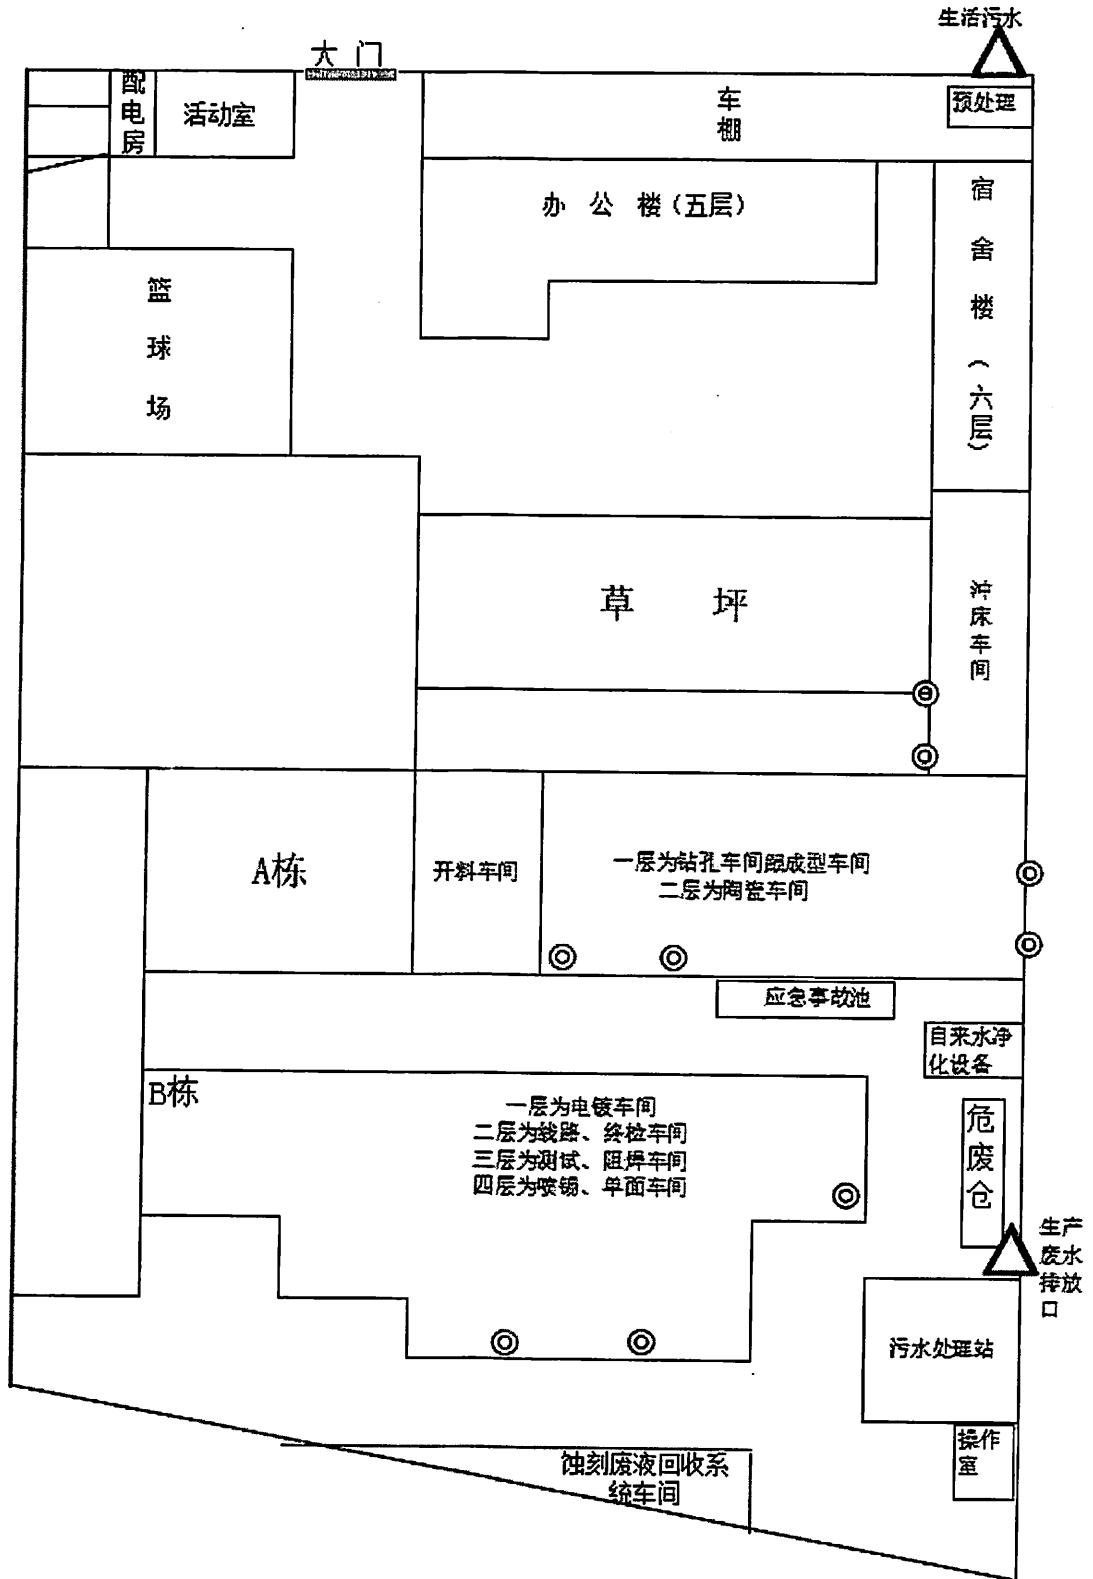 生活污水
大 门
配电房
活动室
车棚
预处理
办 公 楼（五层）
宿舍楼（六层）
篮球场
草 坪
冲床车间
A栋
开料车间
一层为钻孔车间跟成型车间
二层为陶瓷车间
应急事故池
自来水净
化设备
B栋
一层为电镀车间
二层为线路、终检车间
三层为测试、阻焊车间
四层为喷锡、单面车间
危废仓
生产
废水
排放
口
污水处理站
操作
室
蚀刻废液回收系
统车间